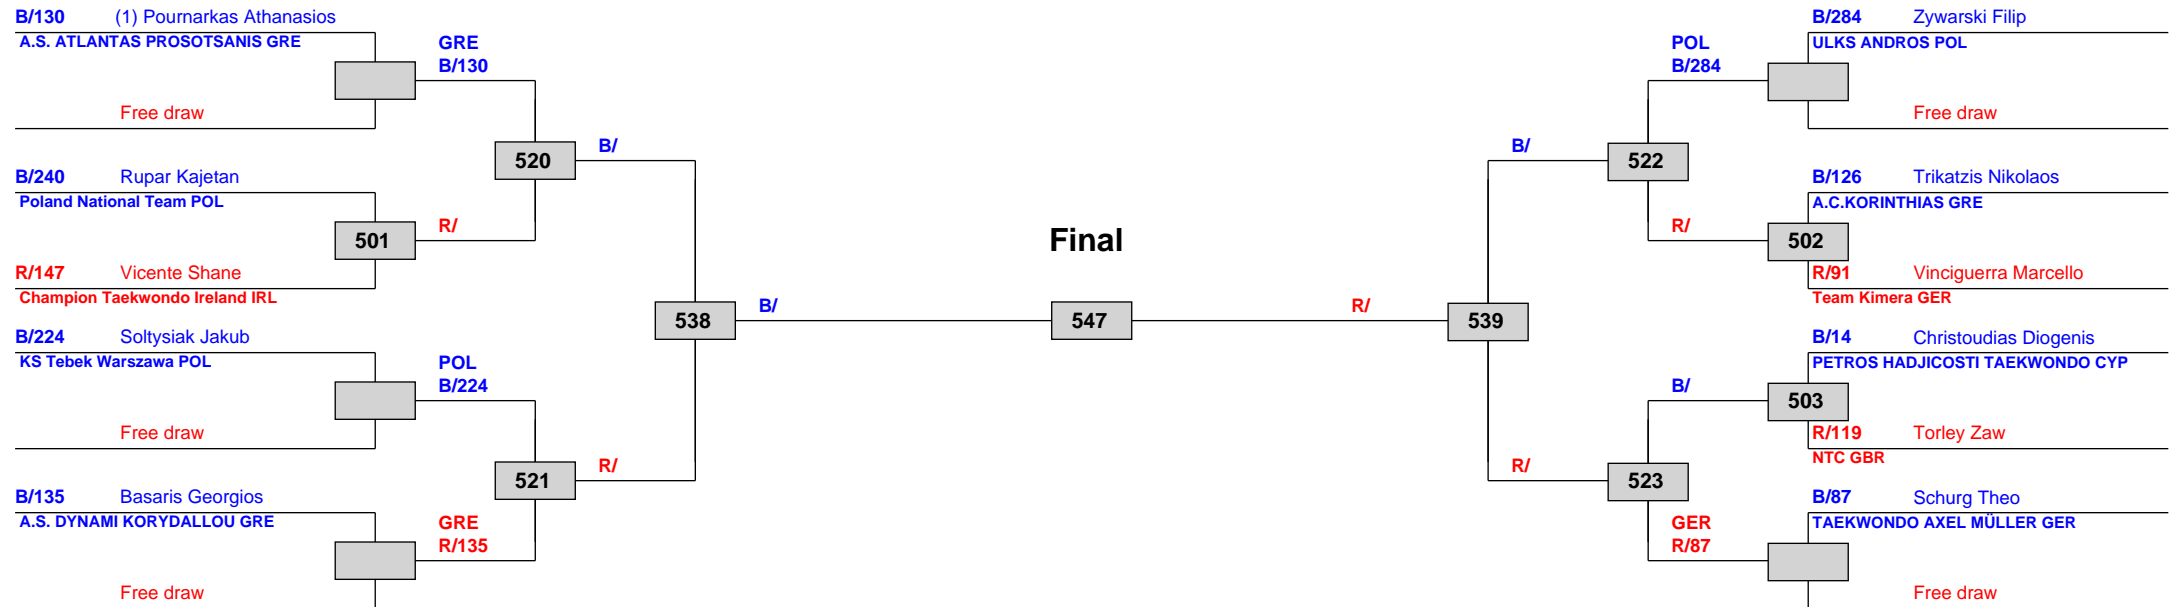 B/130 (1) Pournarkas Athanasios
A.S. ATLANTAS PROSOTSANIS GRE
GRE
B/130
Free draw
520
B/
B/240 Rupar Kajetan
Poland National Team POL
501
R/
R/147 Vicente Shane
Champion Taekwondo Ireland IRL
538
B/
B/224 Soltysiak Jakub
KS Tebek Warszawa POL
POL
B/224
Free draw
521
R/
B/135 Basaris Georgios
A.S. DYNAMI KORYDALLOU GRE
GRE
R/135
Free draw
Final
547
B/284 Zywarski Filip
ULKS ANDROS POL
POL
B/284
Free draw
B/
522
B/126 Trikatzis Nikolaos
A.C.KORINTHIAS GRE
R/
502
R/91 Vinciguerra Marcello
Team Kimera GER
R/
539
B/14 Christoudias Diogenis
PETROS HADJICOSTI TAEKWONDO CYP
B/
503
R/119 Torley Zaw
NTC GBR
R/
523
B/87 Schurg Theo
TAEKWONDO AXEL MÜLLER GER
GER
R/87
Free draw